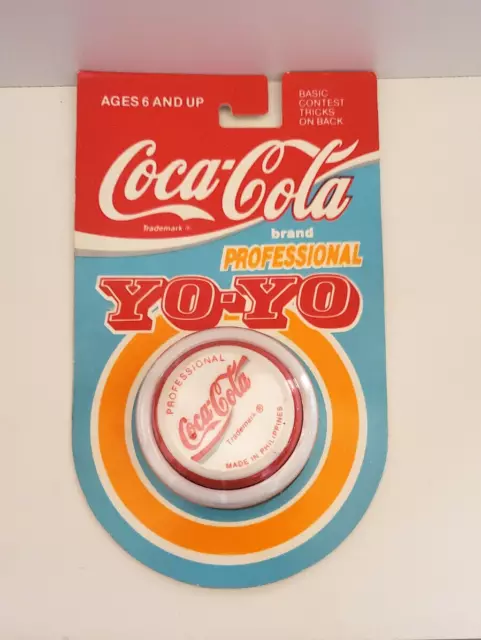 AGES 6 AND UP
BASIC
CONTEST
TRICKS
ON BACK
Coca-Cola
Trademark ®
brand
PROFESSIONAL
YO-YO
PROFESSIONAL
Coca-Cola
Trademark ®
MADE IN PHILIPPINES